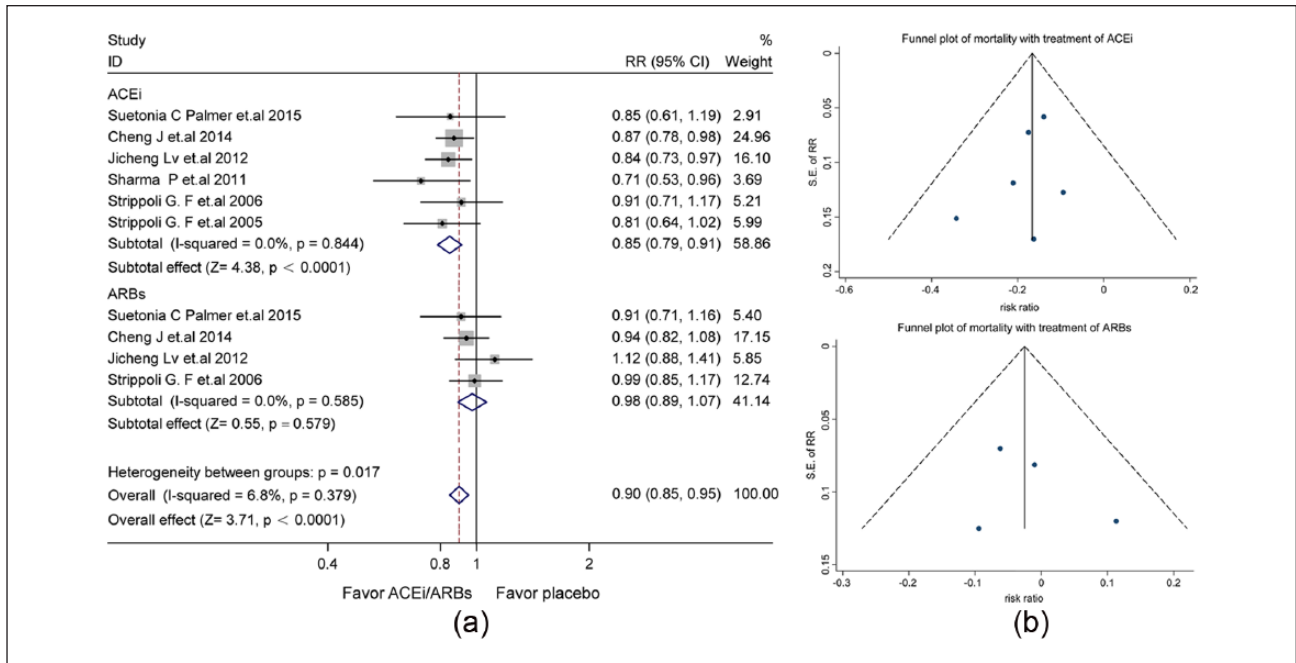 Study %
ID RR (95% CI) Weight
ACEi
Suetonia C Palmer et.al 2015 0.85 (0.61, 1.19) 2.91
Cheng J et.al 2014 0.87 (0.78, 0.98) 24.96
Jicheng Lv et.al 2012 0.84 (0.73, 0.97) 16.10
Sharma P et.al 2011 0.71 (0.53, 0.96) 3.69
Strippoli G. F et.al 2006 0.91 (0.71, 1.17) 5.21
Strippoli G. F et.al 2005 0.81 (0.64, 1.02) 5.99
Subtotal (I-squared = 0.0%, p = 0.844) 0.85 (0.79, 0.91) 58.86
Subtotal effect (Z= 4.38, p < 0.0001)
ARBs
Suetonia C Palmer et.al 2015 0.91 (0.71, 1.16) 5.40
Cheng J et.al 2014 0.94 (0.82, 1.08) 17.15
Jicheng Lv et.al 2012 1.12 (0.88, 1.41) 5.85
Strippoli G. F et.al 2006 0.99 (0.85, 1.17) 12.74
Subtotal (I-squared = 0.0%, p = 0.585) 0.98 (0.89, 1.07) 41.14
Subtotal effect (Z= 0.55, p = 0.579)
Heterogeneity between groups: p = 0.017
Overall (I-squared = 6.8%, p = 0.379) 0.90 (0.85, 0.95) 100.00
Overall effect (Z= 3.71, p < 0.0001)
0.4 0.8 1 2
Favor ACEi/ARBs Favor placebo
(a)
Funnel plot of mortality with treatment of ACEi
S.E. of RR
0
0.05
0.1
0.15
0.2
-0.6 -0.4 -0.2 0 0.2
risk ratio
Funnel plot of mortality with treatment of ARBs
S.E. of RR
0
0.05
0.1
0.15
-0.3 -0.2 -0.1 0 0.1 0.2
risk ratio
(b)